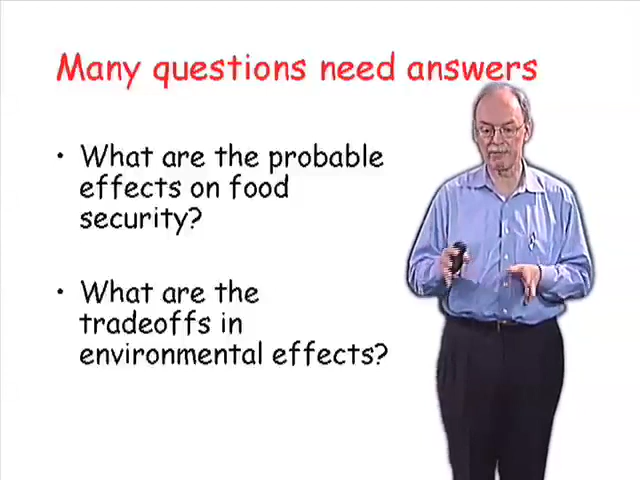 Many questions need answers
• What are the probable
effects on food
security?
• What are the
tradeoffs in
environmental effects?